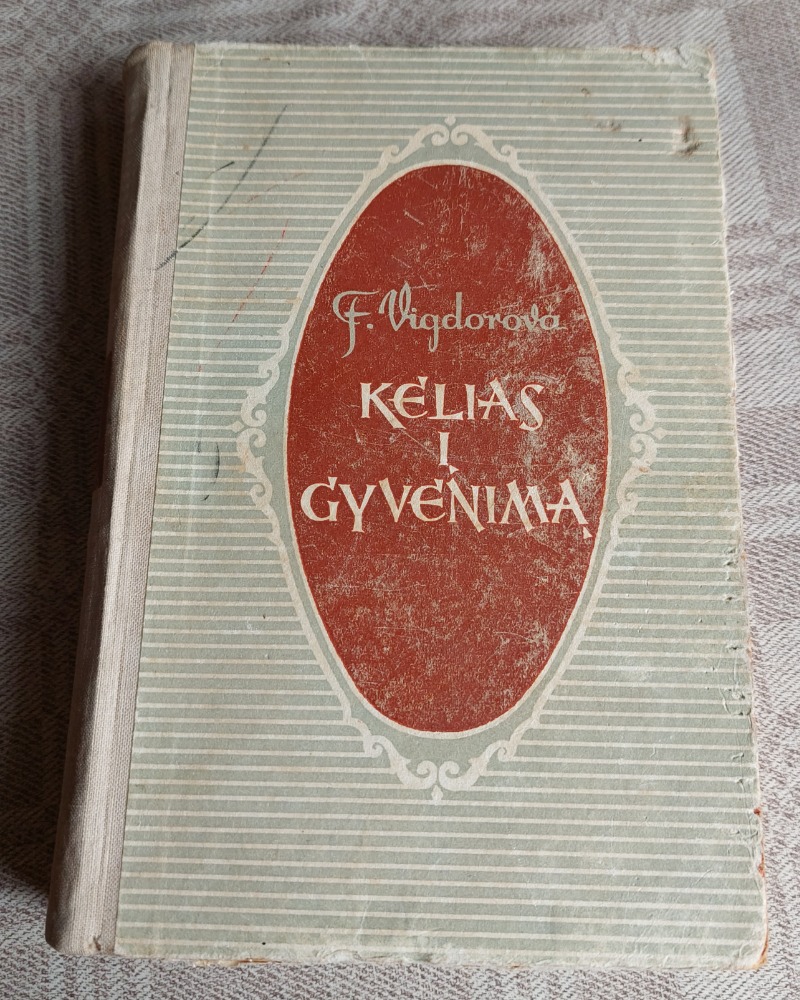 F. Vigdorova
KELIAS
Į
GYVENIMĄ